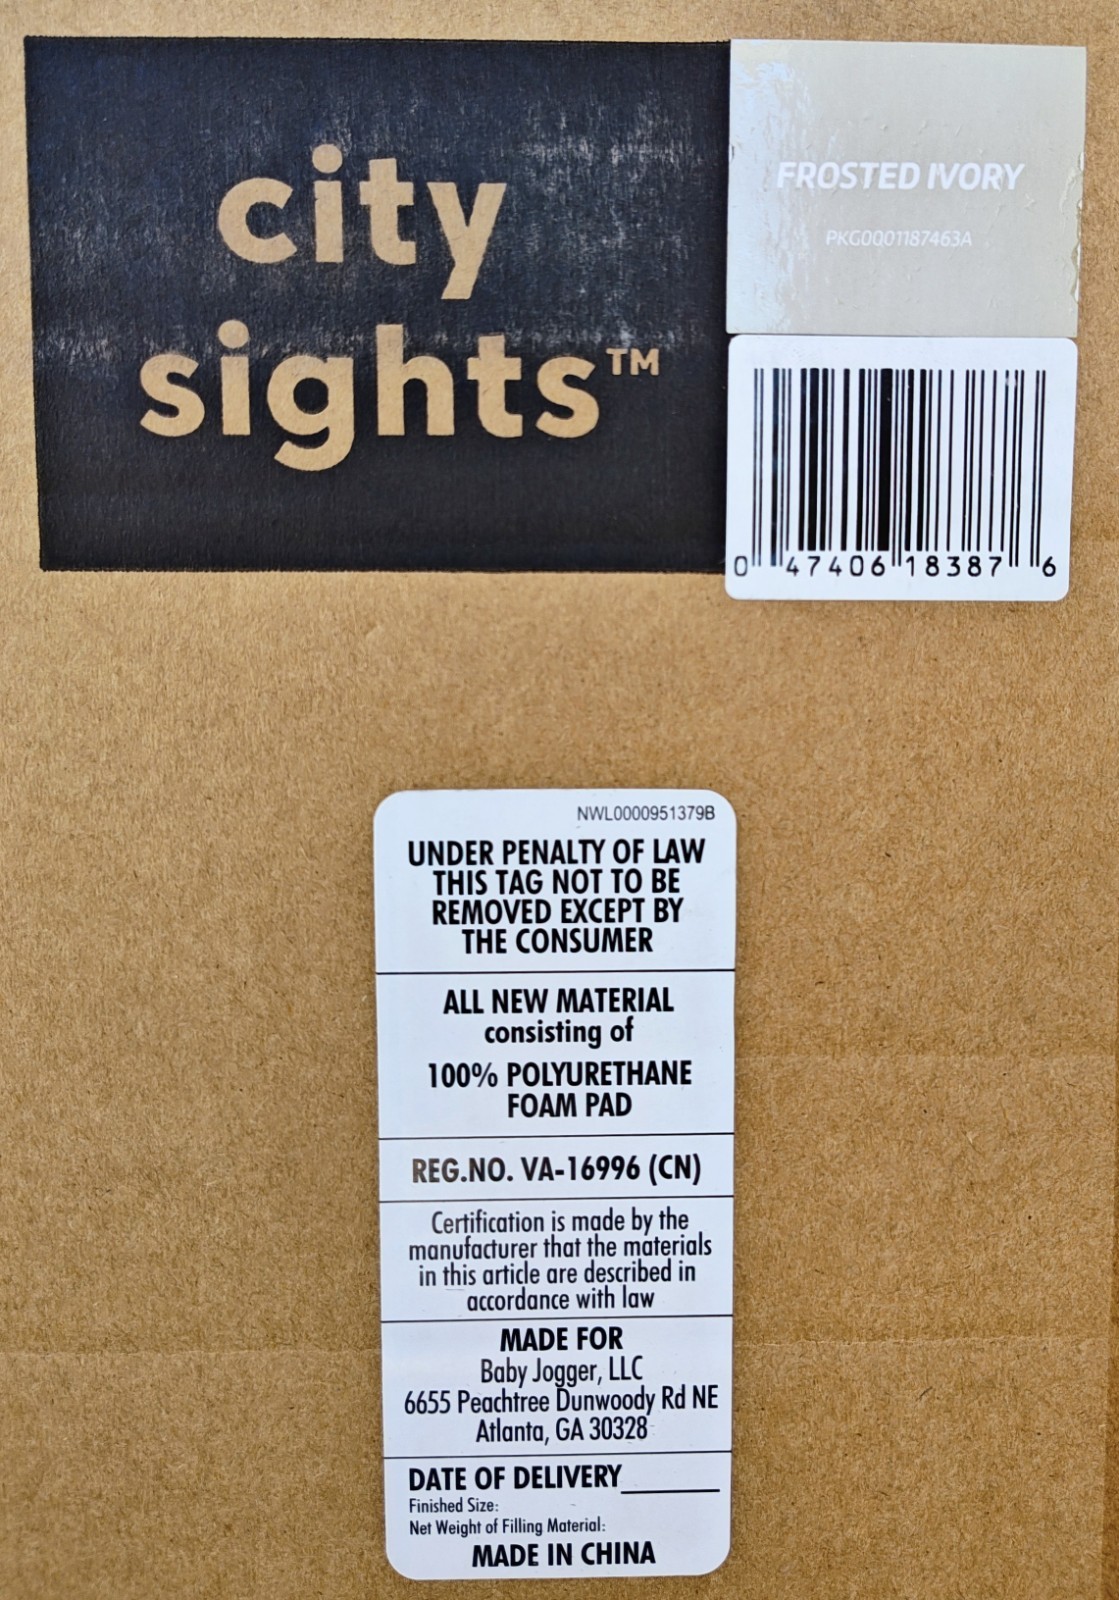 city
sights™
FROSTED IVORY
PKG0001187463A
0 47406 18387 6
NWL0000951379B
UNDER PENALTY OF LAW
THIS TAG NOT TO BE
REMOVED EXCEPT BY
THE CONSUMER
ALL NEW MATERIAL
consisting of
100% POLYURETHANE
FOAM PAD
REG.NO. VA-16996 (CN)
Certification is made by the
manufacturer that the materials
in this article are described in
accordance with law
MADE FOR
Baby Jogger, LLC
6655 Peachtree Dunwoody Rd NE
Atlanta, GA 30328
DATE OF DELIVERY________
Finished Size:
Net Weight of Filling Material:
MADE IN CHINA